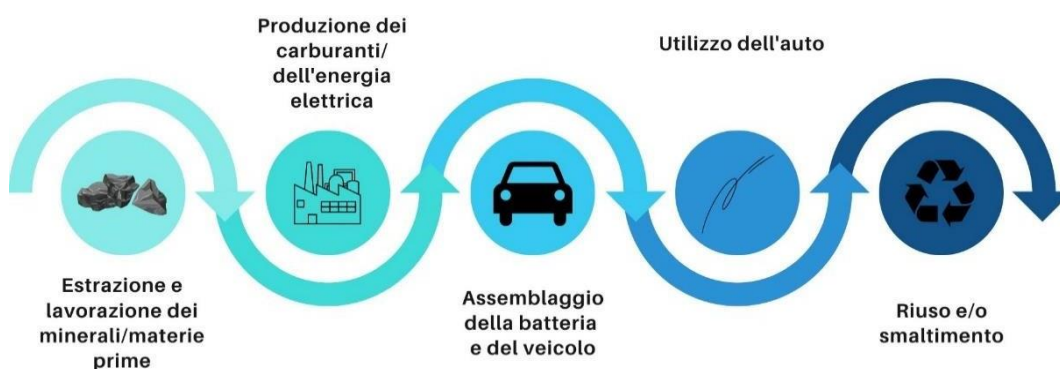 Estrazione e
lavorazione dei
minerali/materie
prime
Produzione dei
carburanti/
dell'energia
elettrica
Assemblaggio
della batteria
e del veicolo
Utilizzo dell'auto
Riuso e/o
smaltimento